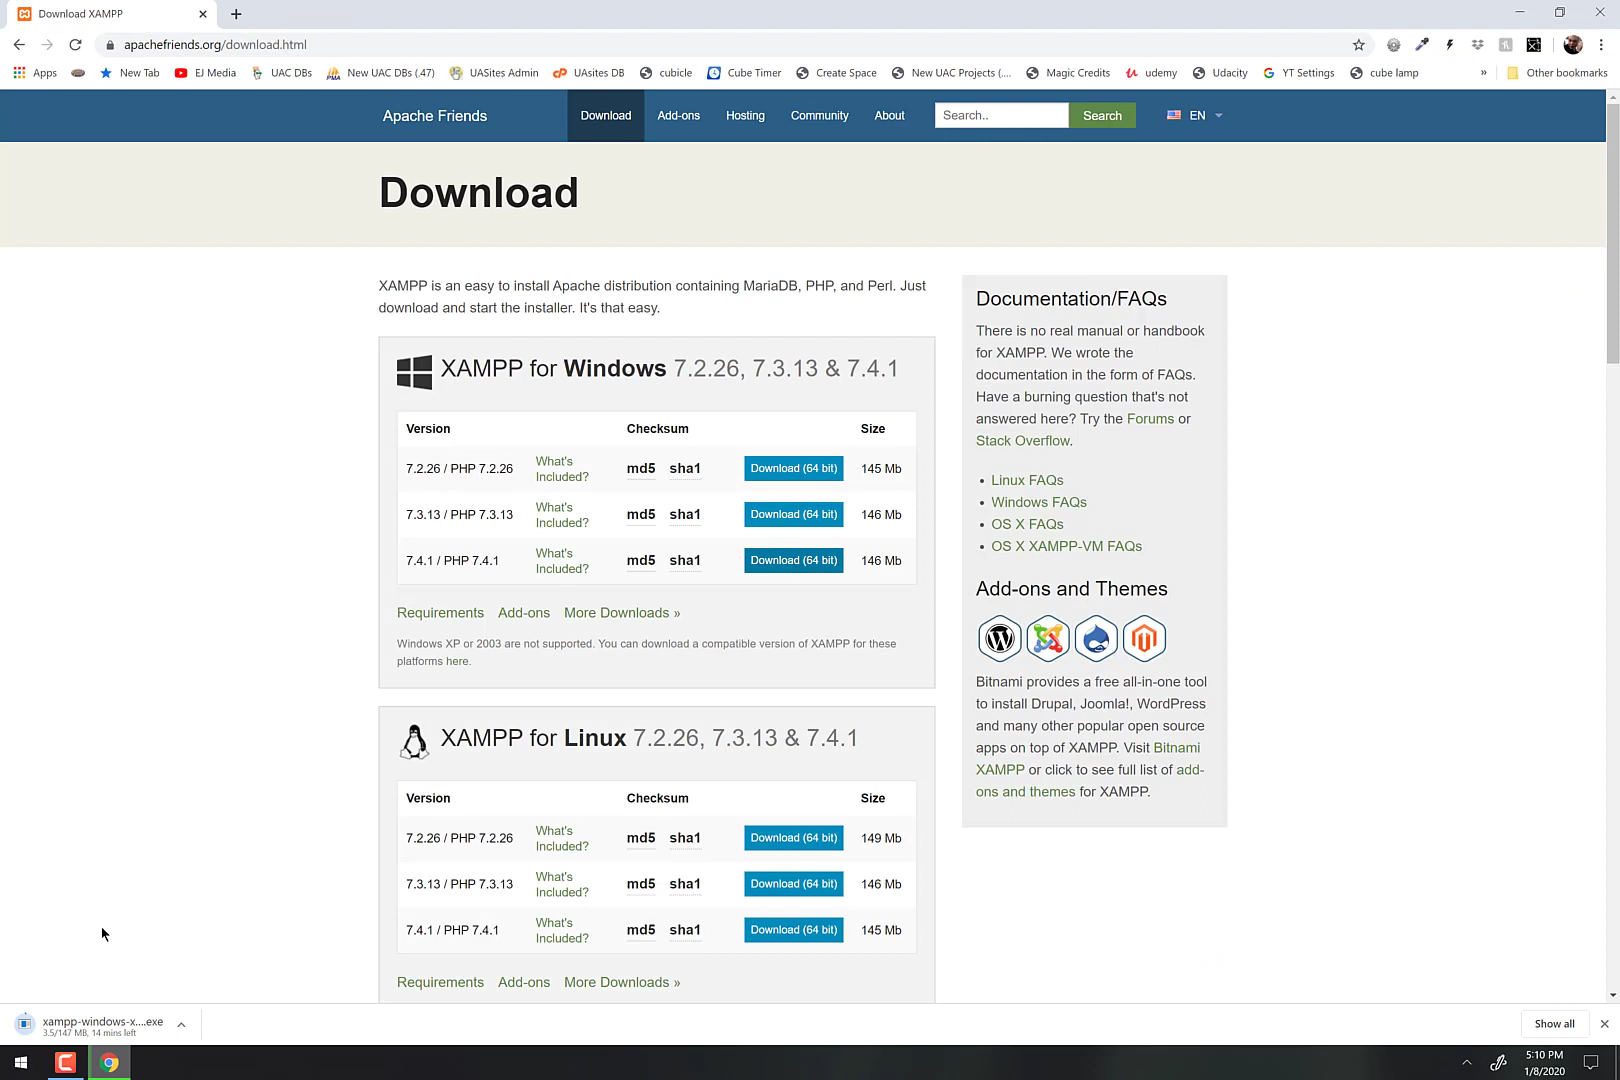 Download XAMPP
apachefriends.org/download.html
Apps
New Tab
EJ Media
UAC DBs
New UAC DBs (.47)
UASites Admin
UAsites DB
cubicle
Cube Timer
Create Space
New UAC Projects (....
Magic Credits
udemy
Udacity
YT Settings
cube lamp
»
Other bookmarks
Apache Friends
Download
Add-ons
Hosting
Community
About
Search..
Search
EN
Download
XAMPP is an easy to install Apache distribution containing MariaDB, PHP, and Perl. Just
download and start the installer. It's that easy.
XAMPP for Windows 7.2.26, 7.3.13 & 7.4.1
Version Checksum Size
7.2.26 / PHP 7.2.26 What's Included? md5 sha1 Download (64 bit) 145 Mb
7.3.13 / PHP 7.3.13 What's Included? md5 sha1 Download (64 bit) 146 Mb
7.4.1 / PHP 7.4.1 What's Included? md5 sha1 Download (64 bit) 146 Mb
Requirements Add-ons More Downloads »
Windows XP or 2003 are not supported. You can download a compatible version of XAMPP for these
platforms here.
XAMPP for Linux 7.2.26, 7.3.13 & 7.4.1
Version Checksum Size
7.2.26 / PHP 7.2.26 What's Included? md5 sha1 Download (64 bit) 149 Mb
7.3.13 / PHP 7.3.13 What's Included? md5 sha1 Download (64 bit) 146 Mb
7.4.1 / PHP 7.4.1 What's Included? md5 sha1 Download (64 bit) 145 Mb
Requirements Add-ons More Downloads »
Documentation/FAQs
There is no real manual or handbook
for XAMPP. We wrote the
documentation in the form of FAQs.
Have a burning question that's not
answered here? Try the Forums or
Stack Overflow.
• Linux FAQs
• Windows FAQs
• OS X FAQs
• OS X XAMPP-VM FAQs
Add-ons and Themes
Bitnami provides a free all-in-one tool
to install Drupal, Joomla!, WordPress
and many other popular open source
apps on top of XAMPP. Visit Bitnami
XAMPP or click to see full list of add-
ons and themes for XAMPP.
xampp-windows-x....exe
3.5/147 MB, 14 mins left
Show all
5:10 PM
1/8/2020